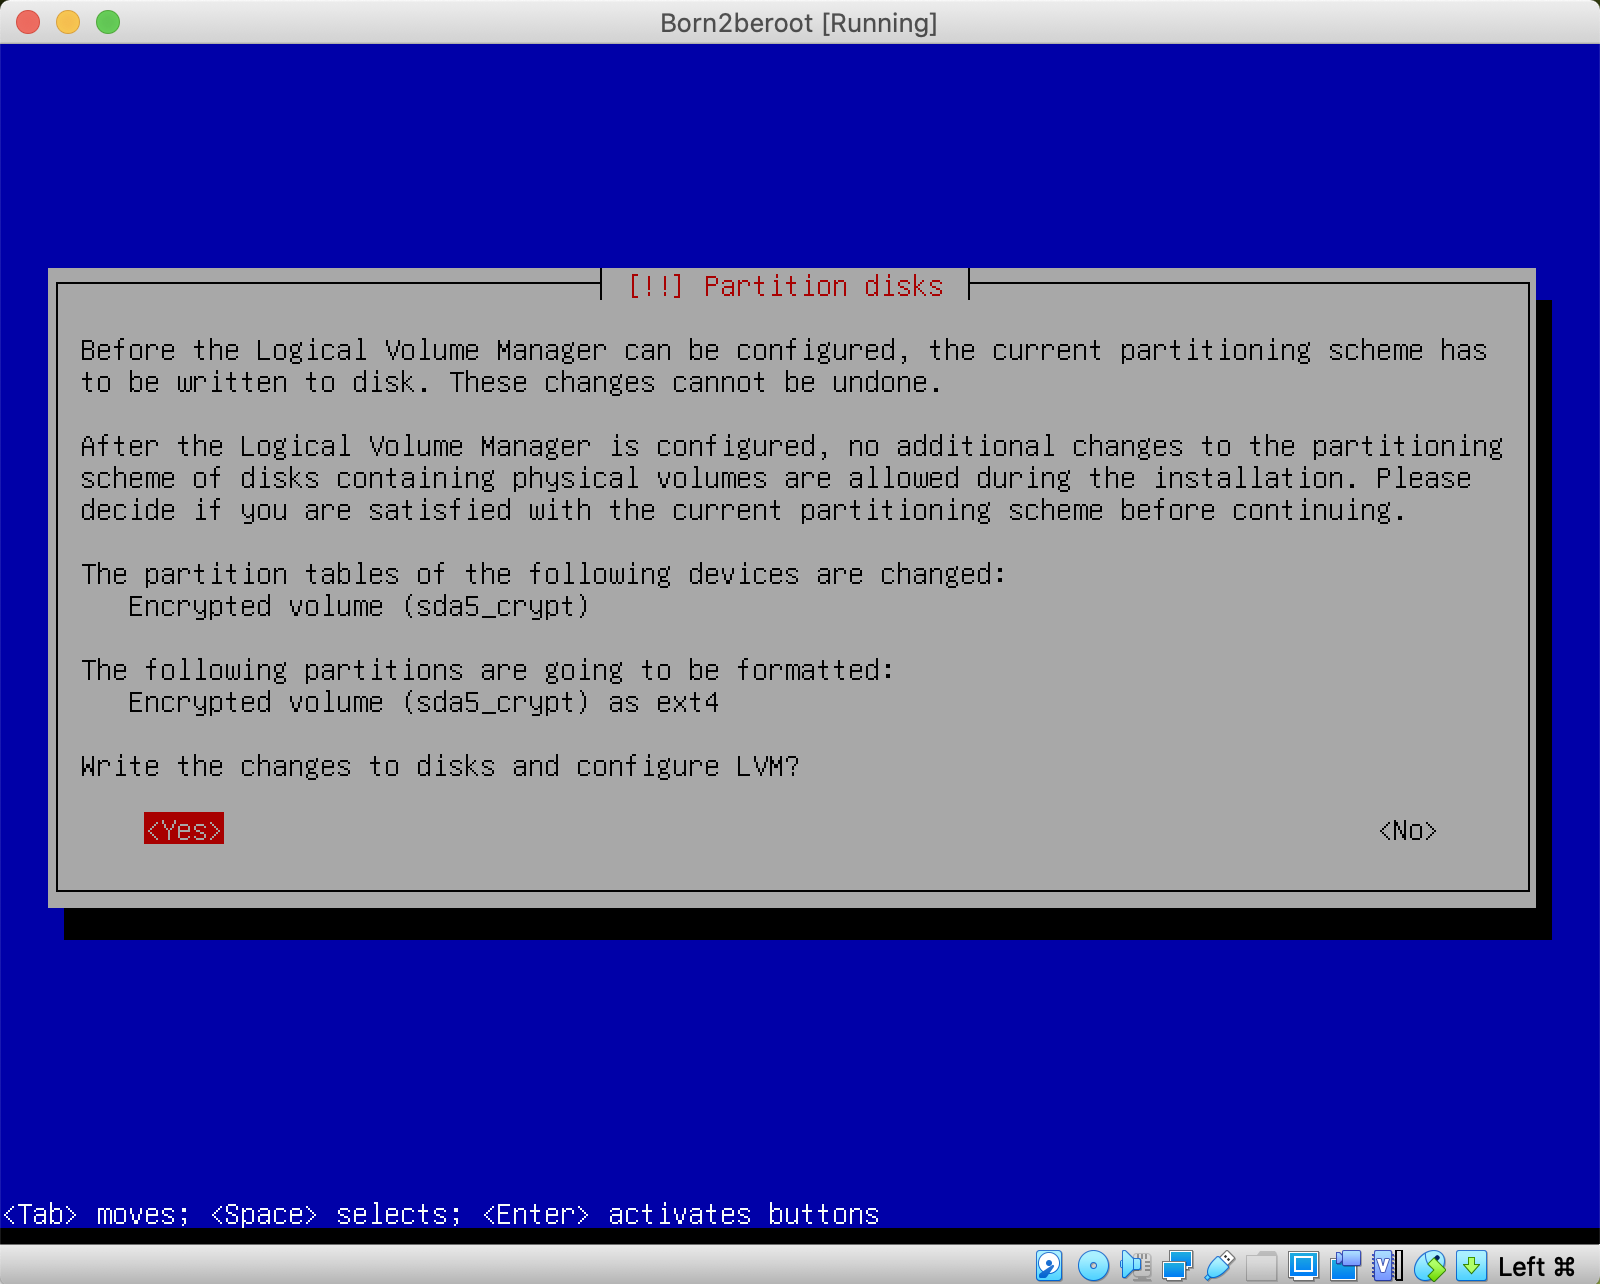 Born2beroot [Running]
[!!] Partition disks
Before the Logical Volume Manager can be configured, the current partitioning scheme has
to be written to disk. These changes cannot be undone.
After the Logical Volume Manager is configured, no additional changes to the partitioning
scheme of disks containing physical volumes are allowed during the installation. Please
decide if you are satisfied with the current partitioning scheme before continuing.
The partition tables of the following devices are changed:
Encrypted volume (sda5_crypt)
The following partitions are going to be formatted:
Encrypted volume (sda5_crypt) as ext4
Write the changes to disks and configure LVM?
<Yes> <No>
<Tab> moves; <Space> selects; <Enter> activates buttons
Left ⌘